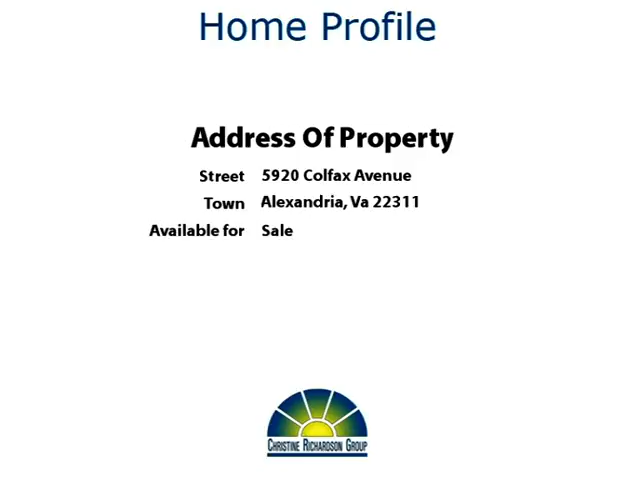 Home Profile
Address Of Property
Street 5920 Colfax Avenue
Town Alexandria, Va 22311
Available for Sale
Christine Richardson Group